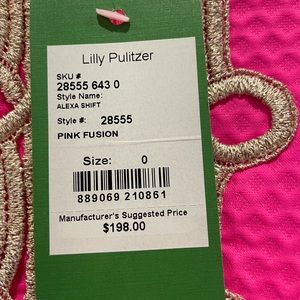 Lilly Pulitzer
SKU #
28555 643 0
Style Name:
ALEXA SHIFT
Style #: 28555
PINK FUSION
Size: 0
889069 210861
Manufacturer's Suggested Price
$198.00